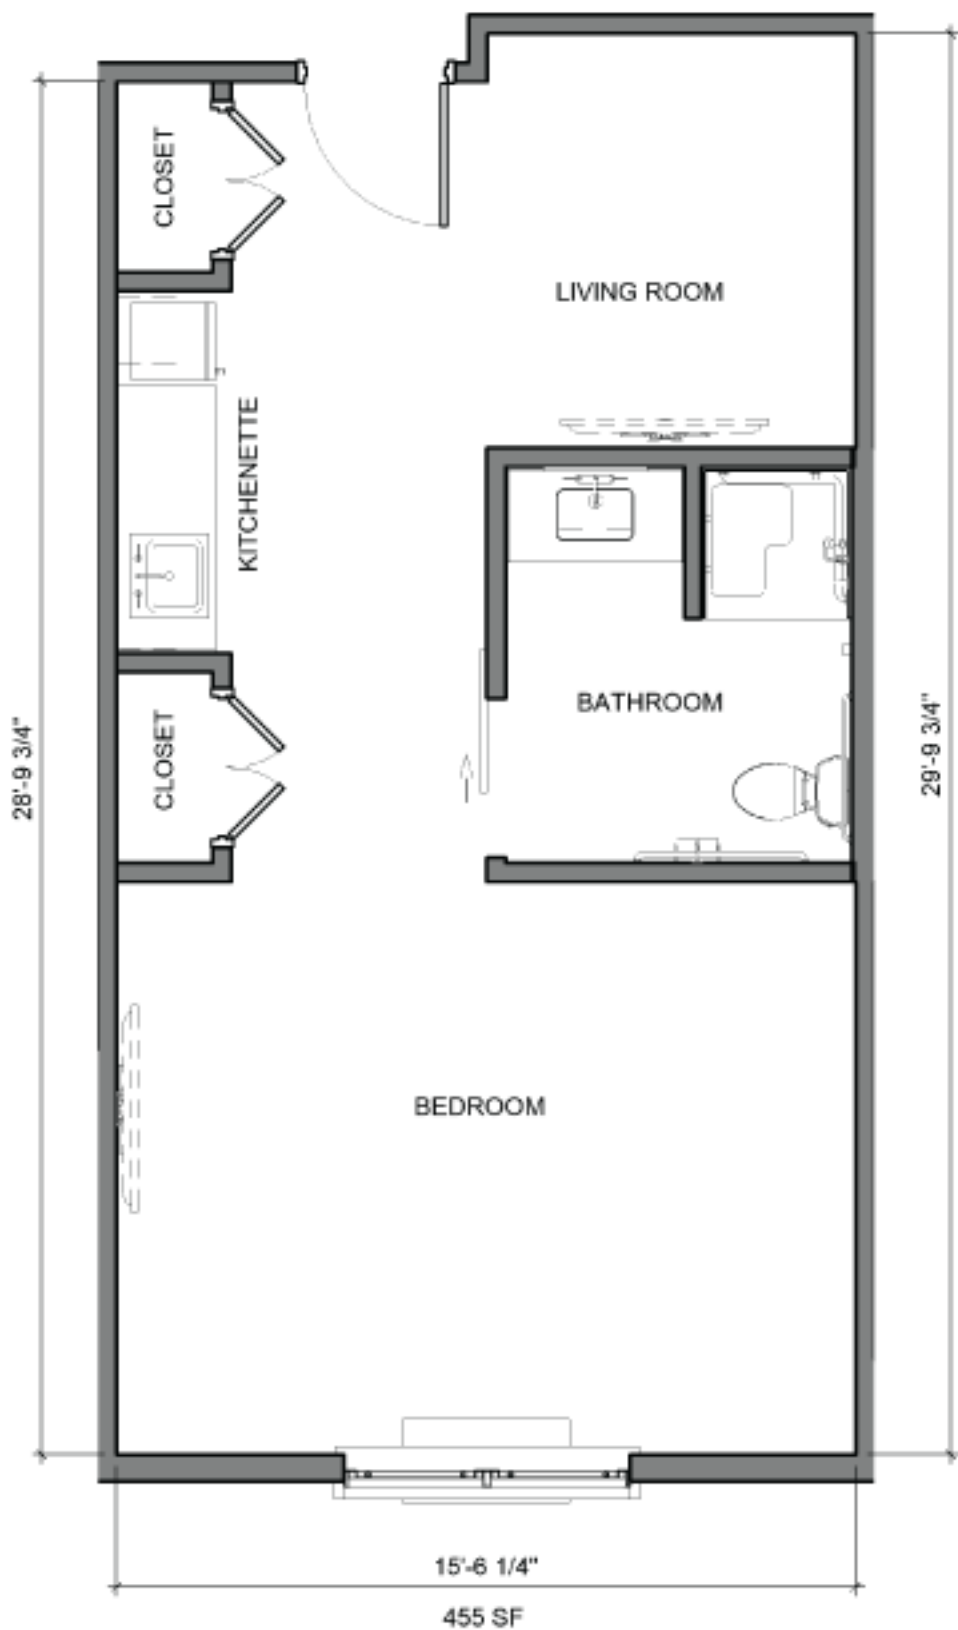 CLOSET
LIVING ROOM
KITCHENETTE
BATHROOM
CLOSET
28'-9 3/4"
29'-9 3/4"
BEDROOM
15'-6 1/4"
455 SF